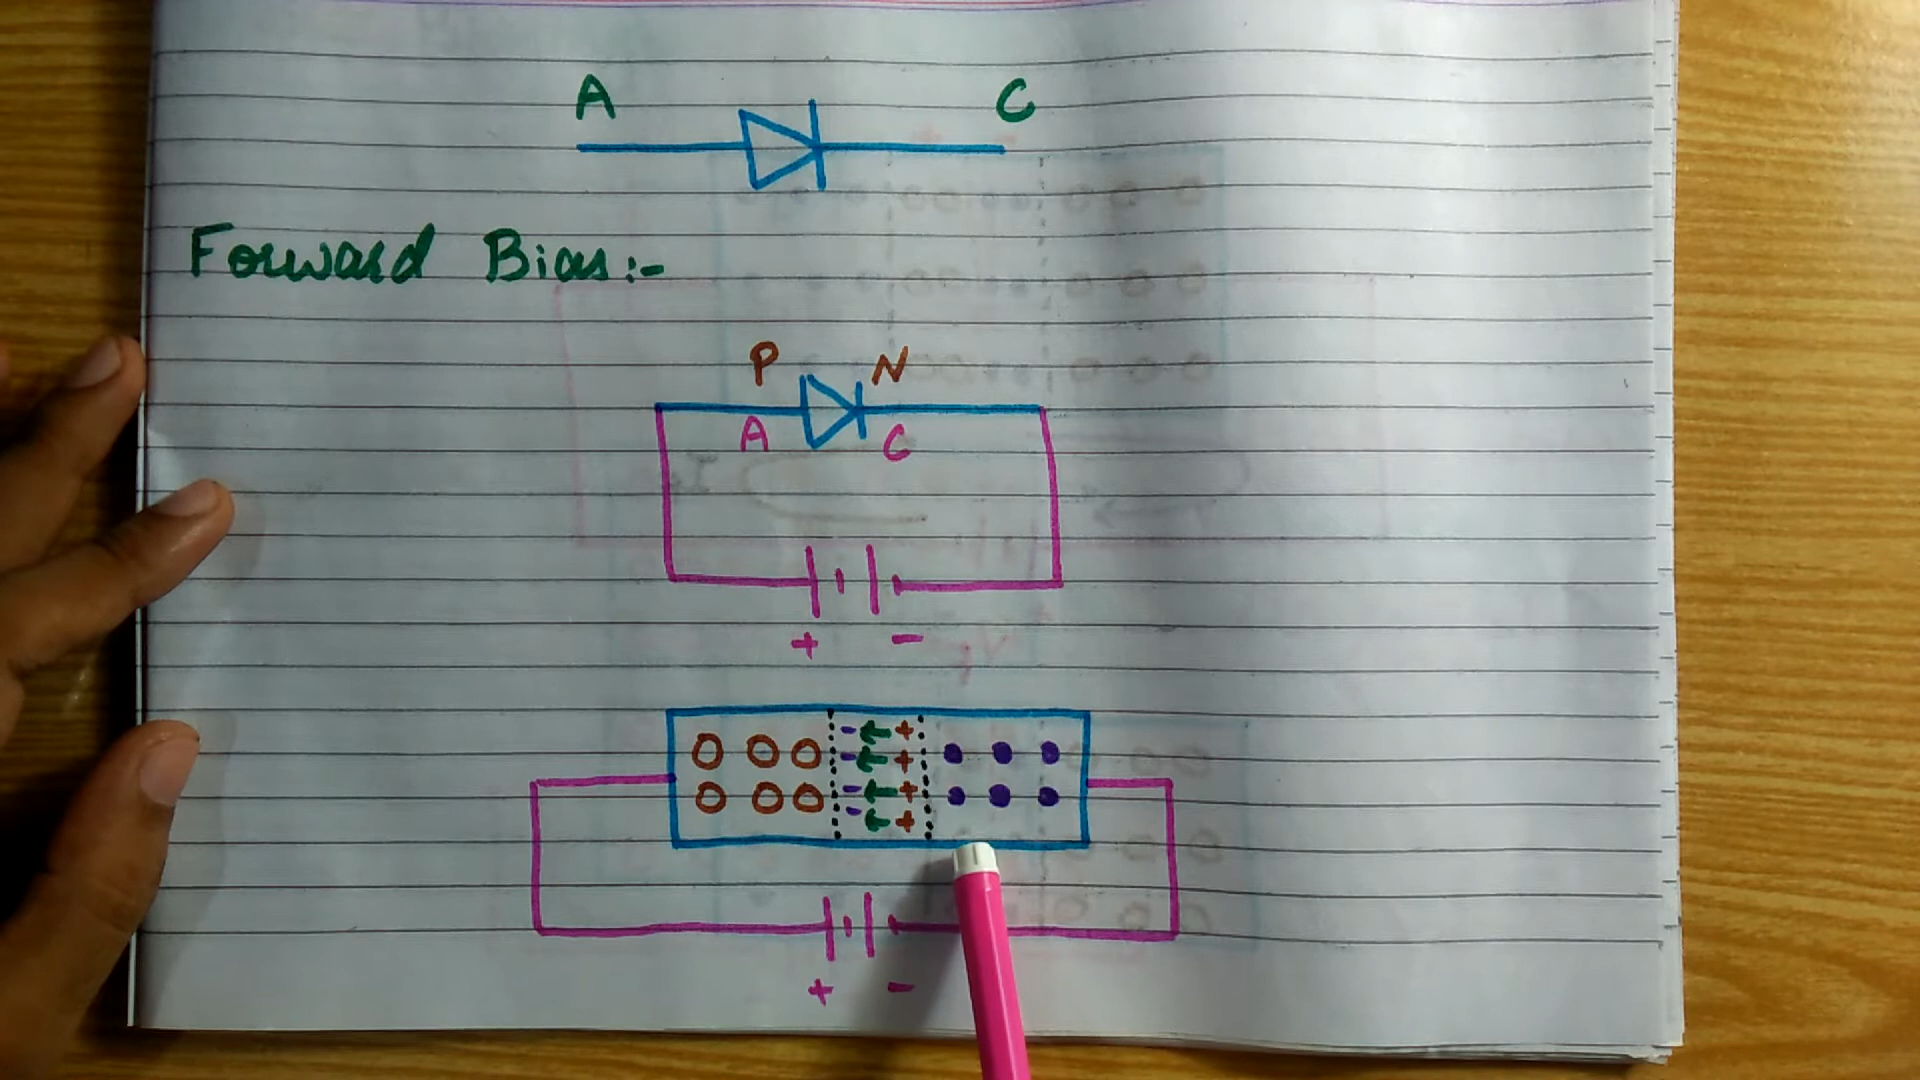 A C
Forward Bias:-
P N
A C
+ -
- +
- +
- +
- +
+ -